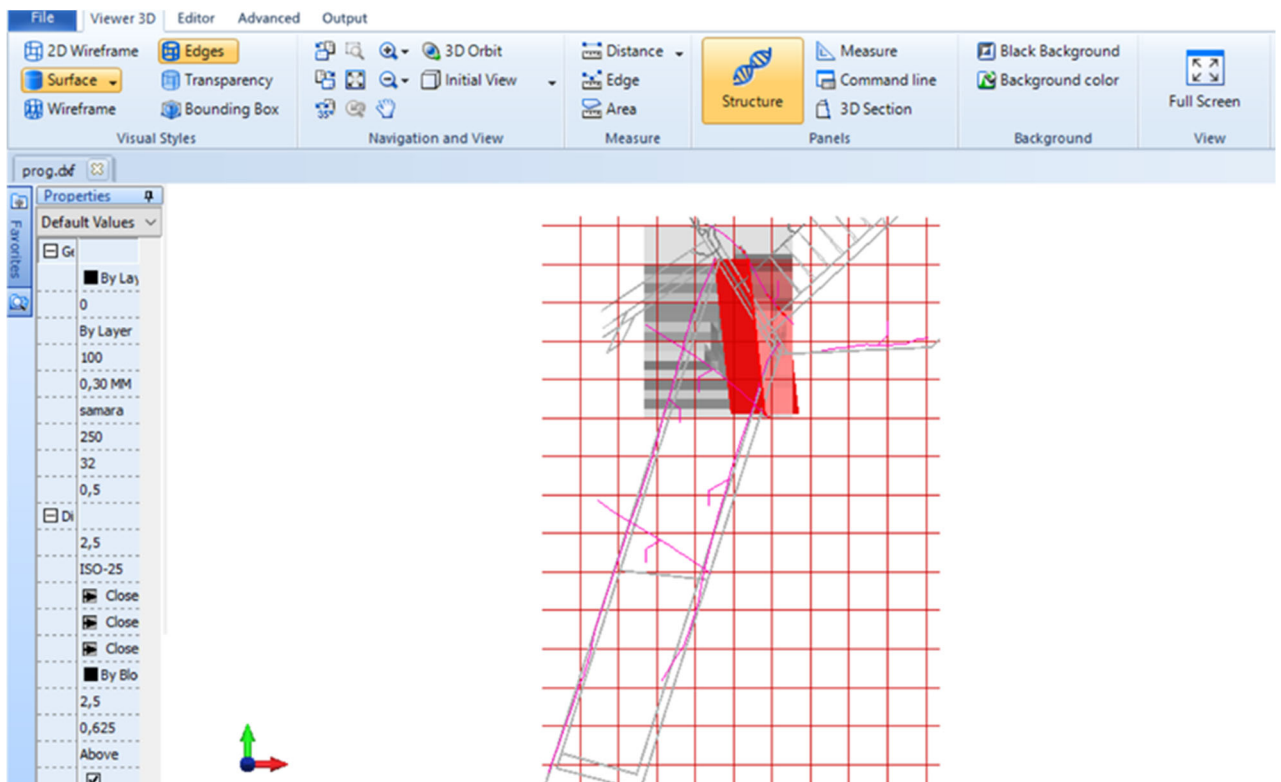 File Viewer 3D Editor Advanced Output
2D Wireframe Edges 3D Orbit Distance Measure Black Background
Surface Transparency Initial View Edge Structure Command line Background color Full Screen
Wireframe Bounding Box 35° Area 3D Section
Visual Styles Navigation and View Measure Panels Background View
prog.dxf
Properties
Favorites
Default Values
Ge
By Lay
0
By Layer
100
0,30 MM
samara
250
32
0,5
Di
2,5
ISO-25
Close
Close
Close
By Blo
2,5
0,625
Above